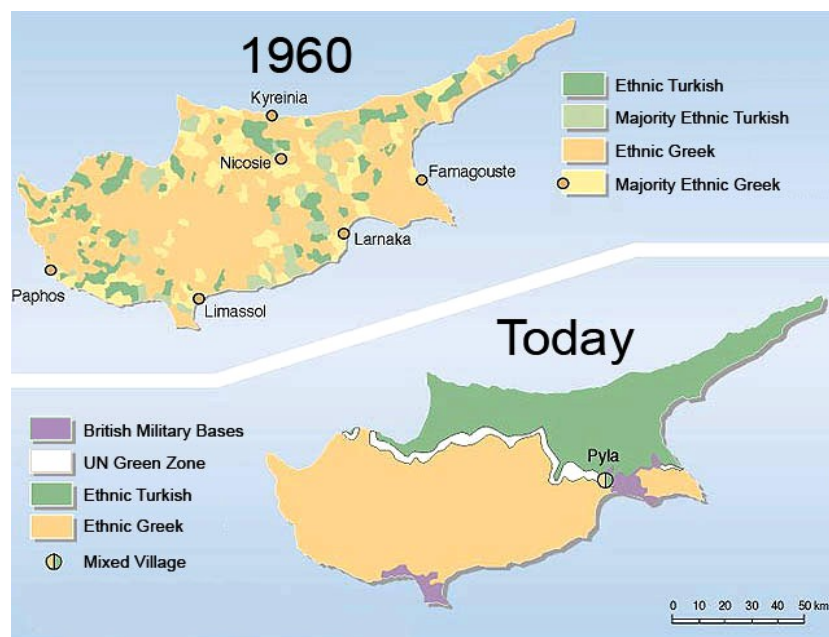 1960
Kyreinia
Nicosie
Famagouste
Larnaka
Paphos
Limassol
Ethnic Turkish
Majority Ethnic Turkish
Ethnic Greek
Majority Ethnic Greek
Today
British Military Bases
UN Green Zone
Ethnic Turkish
Ethnic Greek
Mixed Village
Pyla
0 10 20 30 40 50 km